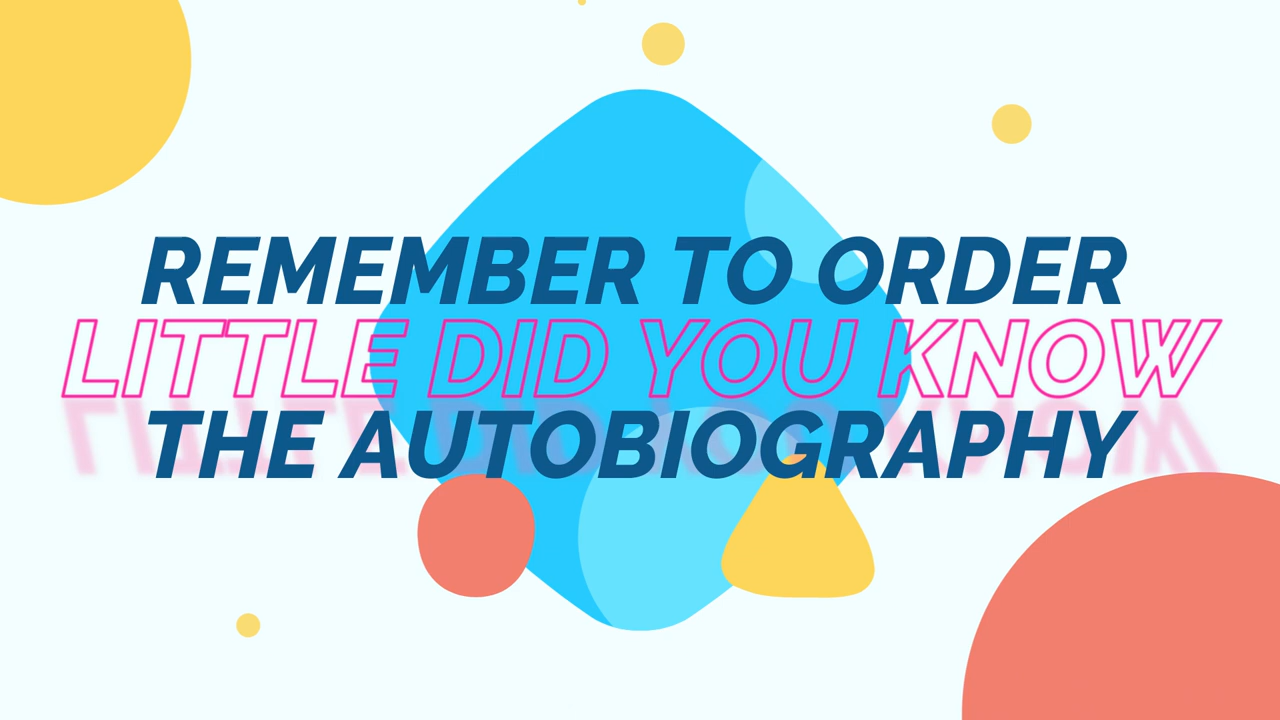 REMEMBER TO ORDER
LITTLE DID YOU KNOW
THE AUTOBIOGRAPHY